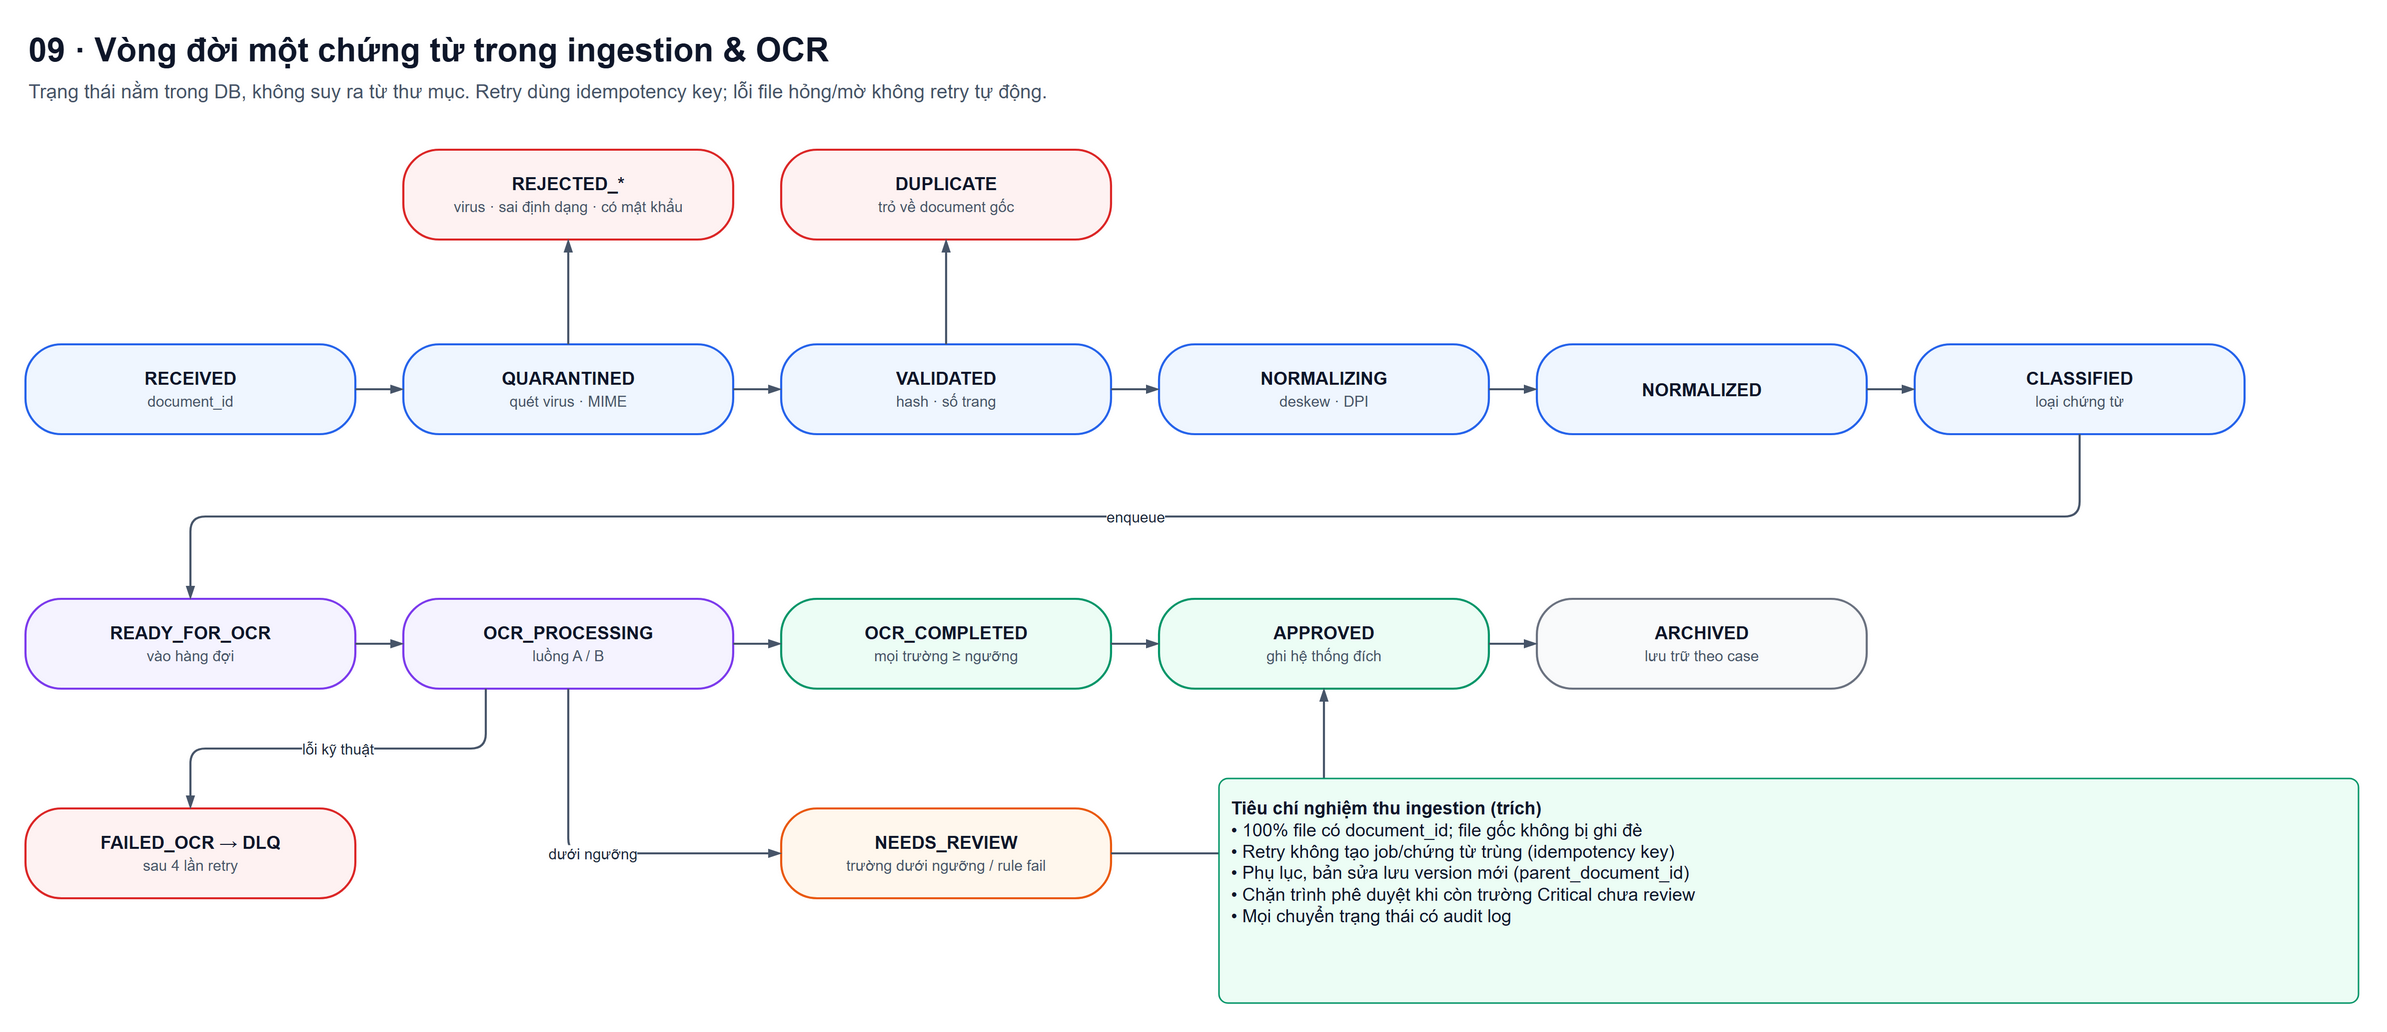 09 · Vòng đời một chứng từ trong ingestion & OCR
Trạng thái nằm trong DB, không suy ra từ thư mục. Retry dùng idempotency key; lỗi file hỏng/mờ không retry tự động.
REJECTED_*
virus · sai định dạng · có mật khẩu
DUPLICATE
trỏ về document gốc
RECEIVED
document_id
QUARANTINED
quét virus · MIME
VALIDATED
hash · số trang
NORMALIZING
deskew · DPI
NORMALIZED
CLASSIFIED
loại chứng từ
enqueue
READY_FOR_OCR
vào hàng đợi
OCR_PROCESSING
luồng A / B
OCR_COMPLETED
mọi trường ≥ ngưỡng
APPROVED
ghi hệ thống đích
ARCHIVED
lưu trữ theo case
lỗi kỹ thuật
dưới ngưỡng
FAILED_OCR → DLQ
sau 4 lần retry
NEEDS_REVIEW
trường dưới ngưỡng / rule fail
Tiêu chí nghiệm thu ingestion (trích)
• 100% file có document_id; file gốc không bị ghi đè
• Retry không tạo job/chứng từ trùng (idempotency key)
• Phụ lục, bản sửa lưu version mới (parent_document_id)
• Chặn trình phê duyệt khi còn trường Critical chưa review
• Mọi chuyển trạng thái có audit log